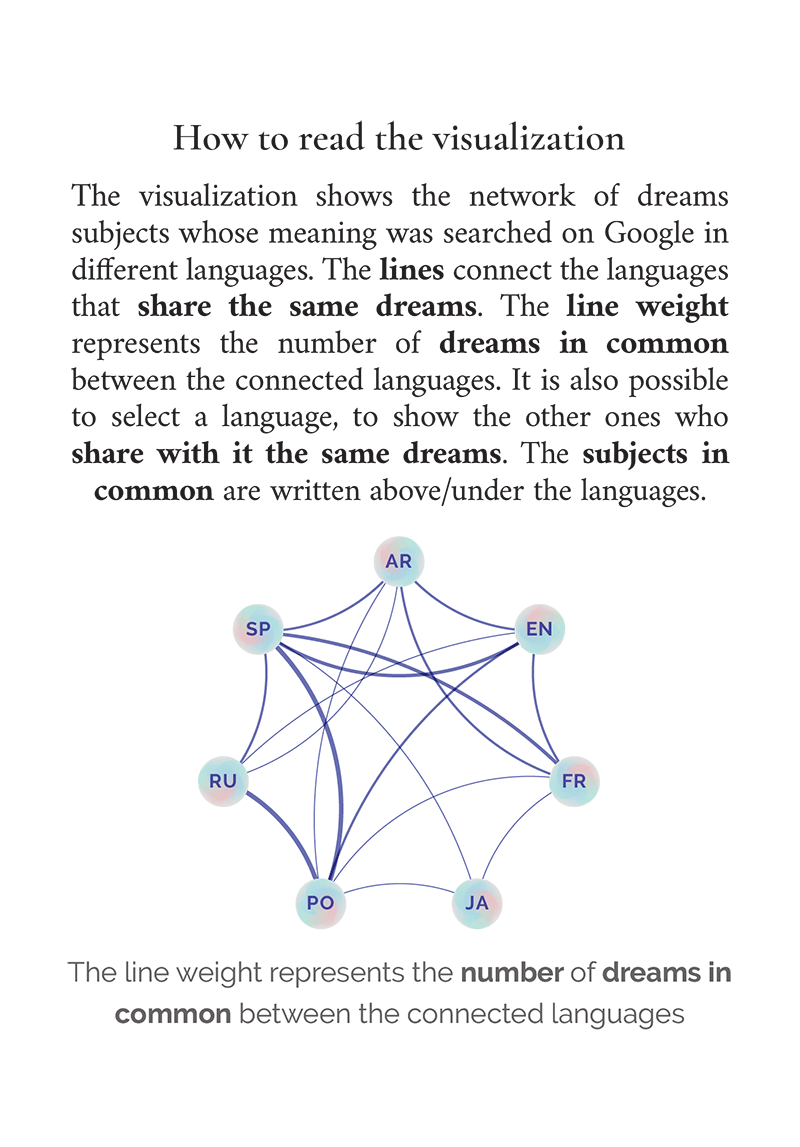 How to read the visualization
The visualization shows the network of dreams
subjects whose meaning was searched on Google in
different languages. The lines connect the languages
that share the same dreams. The line weight
represents the number of dreams in common
between the connected languages. It is also possible
to select a language, to show the other ones who
share with it the same dreams. The subjects in
common are written above/under the languages.
AR
SP
EN
RU
FR
PO
JA
The line weight represents the number of dreams in
common between the connected languages